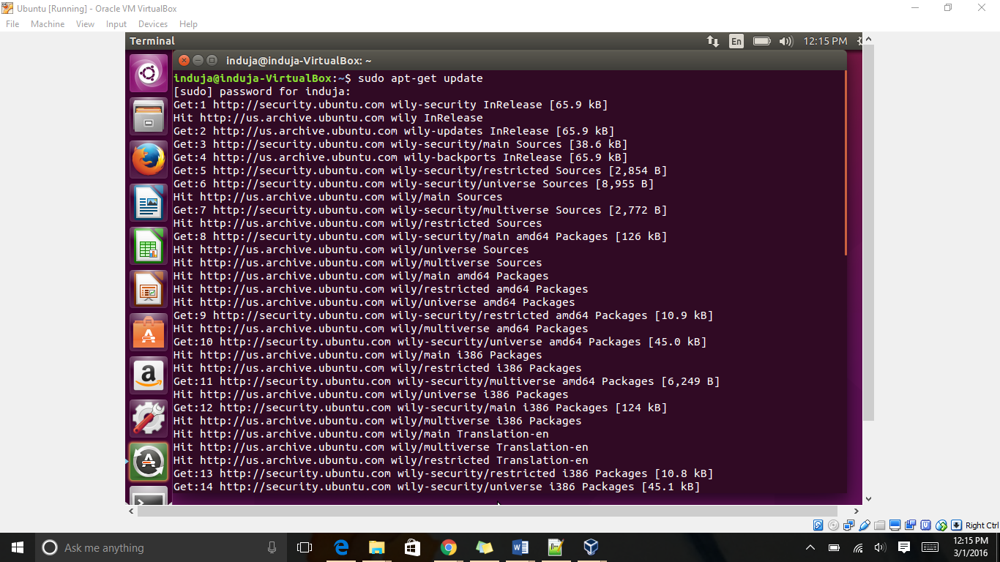 Ubuntu [Running] - Oracle VM VirtualBox
File Machine View Input Devices Help
Terminal En 12:15 PM
induja@induja-VirtualBox: ~
induja@induja-VirtualBox:~$ sudo apt-get update
[sudo] password for induja:
Get:1 http://security.ubuntu.com wily-security InRelease [65.9 kB]
Hit http://us.archive.ubuntu.com wily InRelease
Get:2 http://us.archive.ubuntu.com wily-updates InRelease [65.9 kB]
Get:3 http://security.ubuntu.com wily-security/main Sources [38.6 kB]
Get:4 http://us.archive.ubuntu.com wily-backports InRelease [65.9 kB]
Get:5 http://security.ubuntu.com wily-security/restricted Sources [2,854 B]
Get:6 http://security.ubuntu.com wily-security/universe Sources [8,955 B]
Hit http://us.archive.ubuntu.com wily/main Sources
Get:7 http://security.ubuntu.com wily-security/multiverse Sources [2,772 B]
Hit http://us.archive.ubuntu.com wily/restricted Sources
Get:8 http://security.ubuntu.com wily-security/main amd64 Packages [126 kB]
Hit http://us.archive.ubuntu.com wily/universe Sources
Hit http://us.archive.ubuntu.com wily/multiverse Sources
Hit http://us.archive.ubuntu.com wily/main amd64 Packages
Hit http://us.archive.ubuntu.com wily/restricted amd64 Packages
Hit http://us.archive.ubuntu.com wily/universe amd64 Packages
Get:9 http://security.ubuntu.com wily-security/restricted amd64 Packages [10.9 kB]
Hit http://us.archive.ubuntu.com wily/multiverse amd64 Packages
Get:10 http://security.ubuntu.com wily-security/universe amd64 Packages [45.0 kB]
Hit http://us.archive.ubuntu.com wily/main i386 Packages
Hit http://us.archive.ubuntu.com wily/restricted i386 Packages
Get:11 http://security.ubuntu.com wily-security/multiverse amd64 Packages [6,249 B]
Hit http://us.archive.ubuntu.com wily/universe i386 Packages
Get:12 http://security.ubuntu.com wily-security/main i386 Packages [124 kB]
Hit http://us.archive.ubuntu.com wily/multiverse i386 Packages
Hit http://us.archive.ubuntu.com wily/main Translation-en
Hit http://us.archive.ubuntu.com wily/multiverse Translation-en
Hit http://us.archive.ubuntu.com wily/restricted Translation-en
Get:13 http://security.ubuntu.com wily-security/restricted i386 Packages [10.8 kB]
Get:14 http://security.ubuntu.com wily-security/universe i386 Packages [45.1 kB]
Right Ctrl
Ask me anything
12:15 PM
3/1/2016